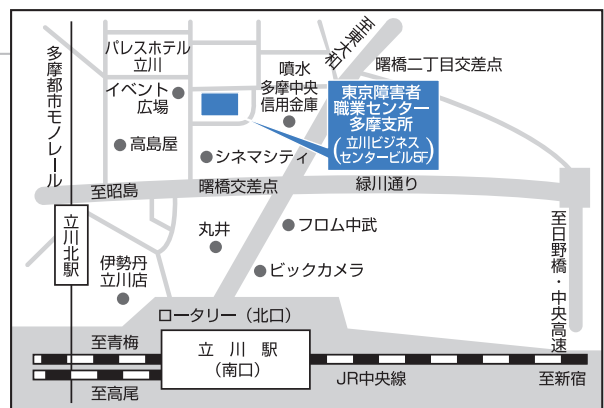 至東大和
多摩都市モノレール
パレスホテル
立川
噴水
曙橋二丁目交差点
イベント
広場
多摩中央
信用金庫
東京障害者
職業センター
多摩支所
(立川ビジネス
センタービル5F)
高島屋
シネマシティ
至昭島
曙橋交差点
緑川通り
立川北駅
丸井
フロム中武
至日野橋・中央高速
伊勢丹
立川店
ビックカメラ
ロータリー（北口）
至青梅
立川駅
（南口）
至高尾
JR中央線
至新宿